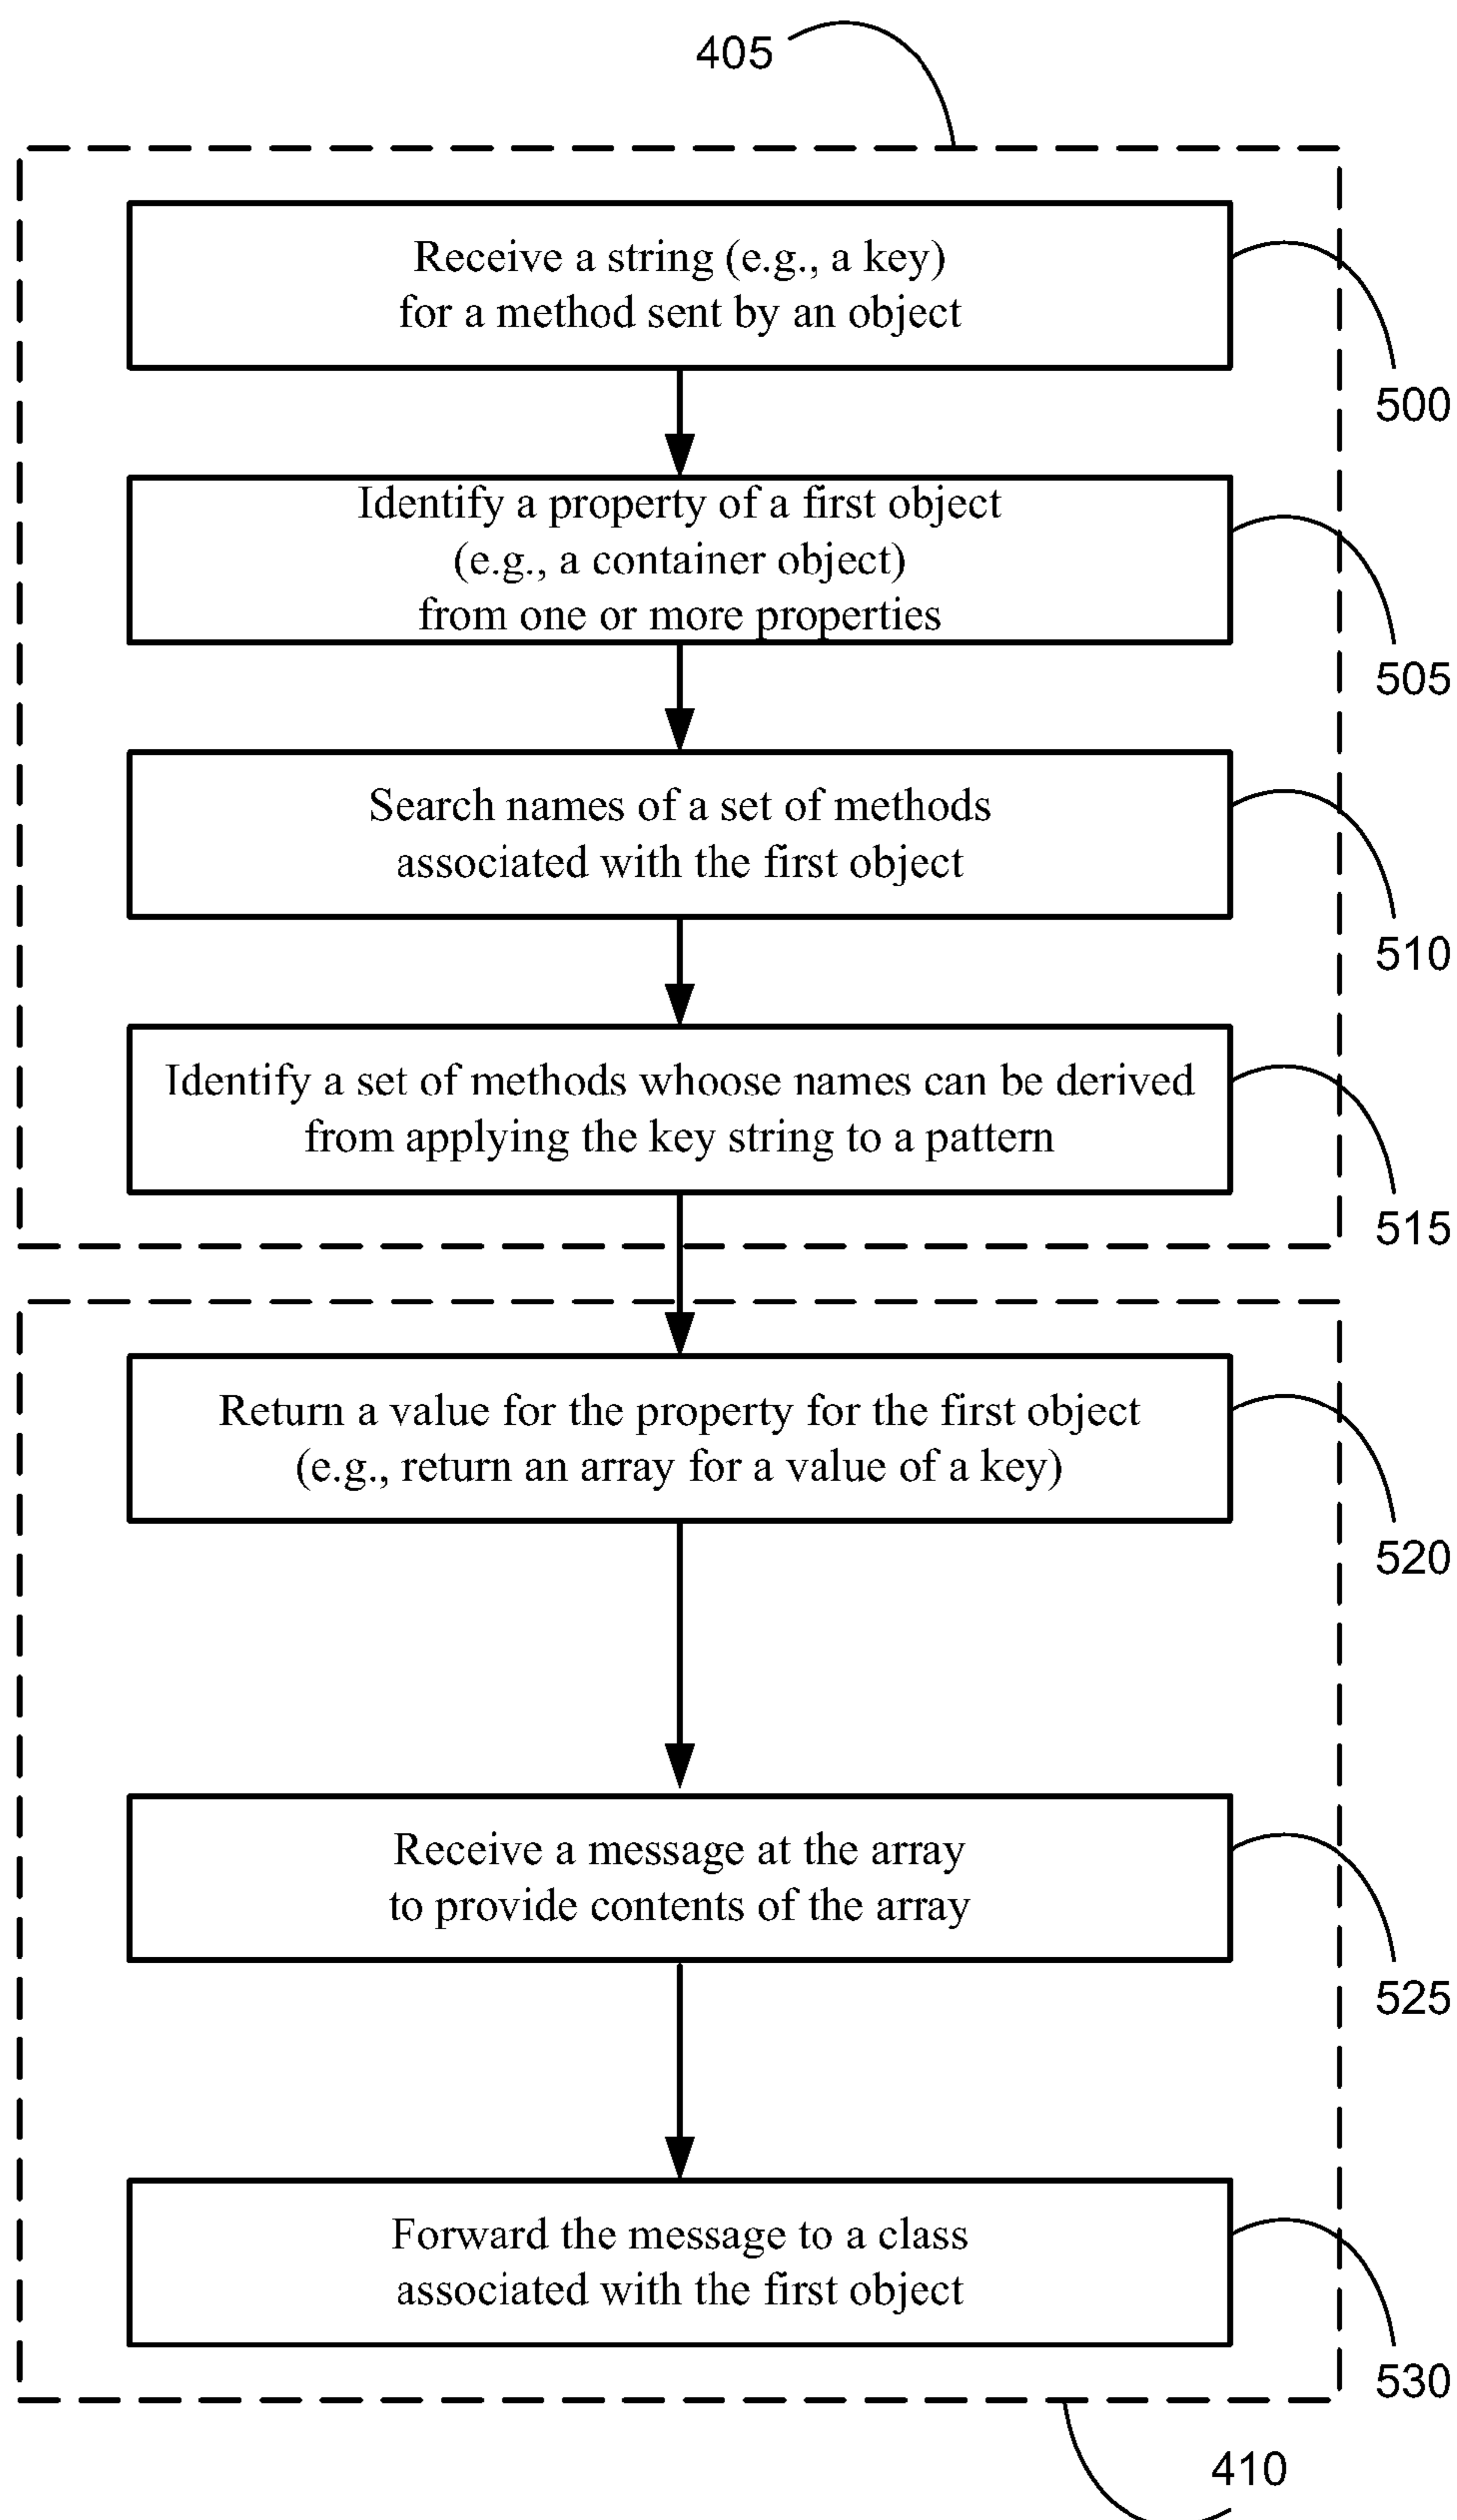 405
Receive a string (e.g., a key)
for a method sent by an object
500
Identify a property of a first object
(e.g., a container object)
from one or more properties
505
Search names of a set of methods
associated with the first object
510
Identify a set of methods whoose names can be derived
from applying the key string to a pattern
515
Return a value for the property for the first object
(e.g., return an array for a value of a key)
520
Receive a message at the array
to provide contents of the array
525
Forward the message to a class
associated with the first object
530
410